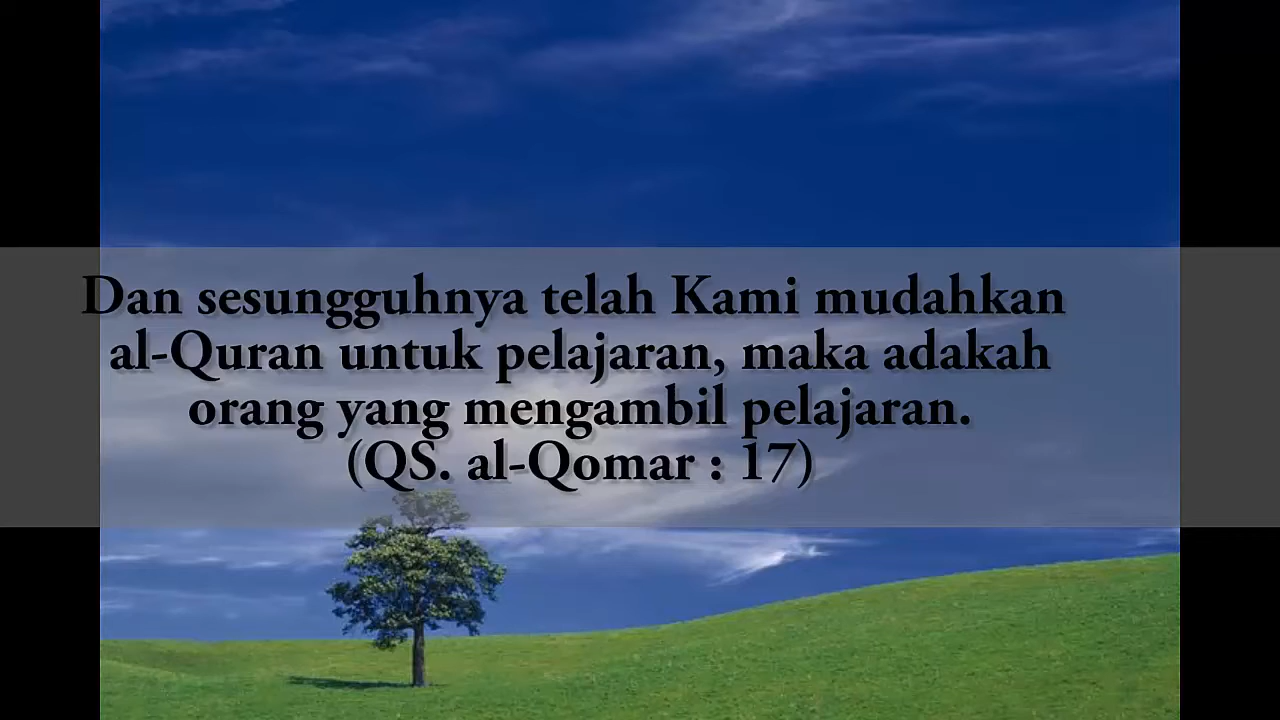 Dan sesungguhnya telah Kami mudahkan
al-Quran untuk pelajaran, maka adakah
orang yang mengambil pelajaran.
(QS. al-Qomar : 17)